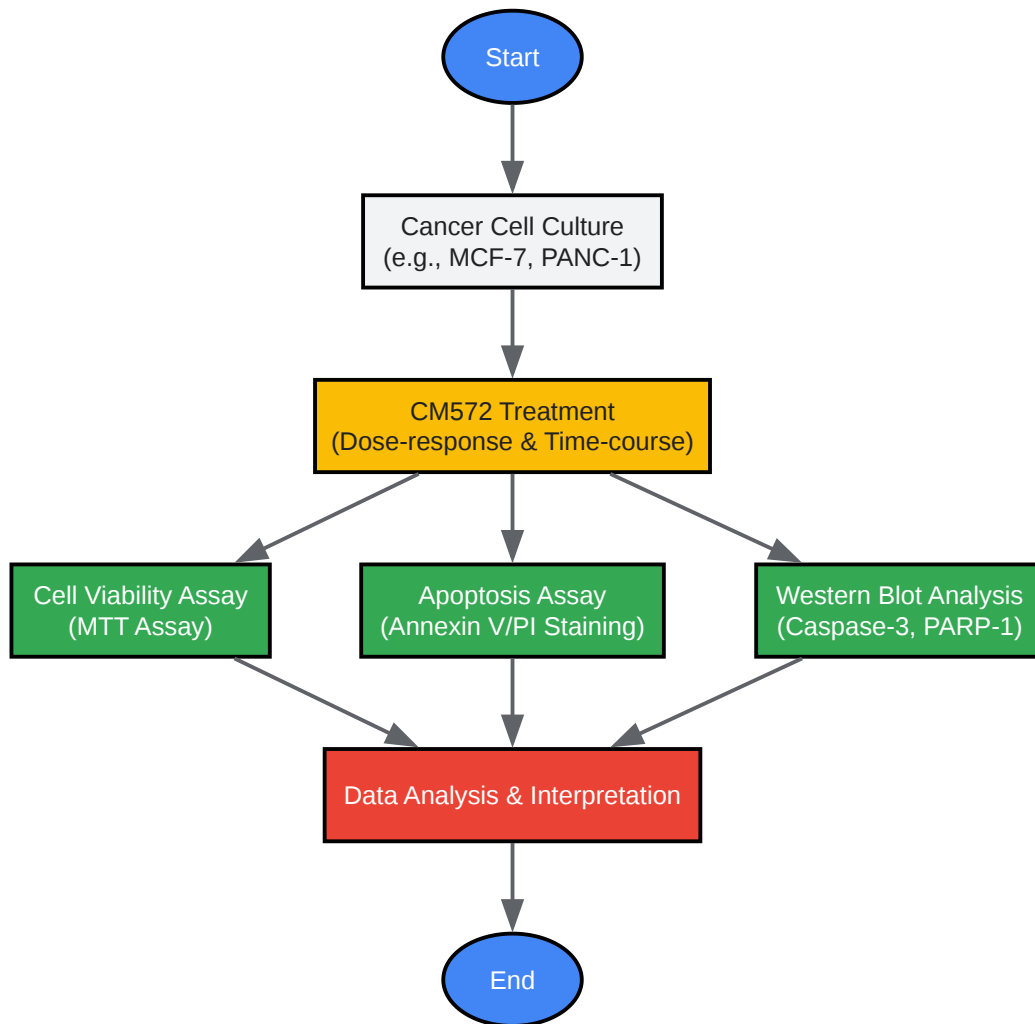 Start
Cancer Cell Culture
(e.g., MCF-7, PANC-1)
CM572 Treatment
(Dose-response & Time-course)
Cell Viability Assay
(MTT Assay)
Apoptosis Assay
(Annexin V/PI Staining)
Western Blot Analysis
(Caspase-3, PARP-1)
Data Analysis & Interpretation
End